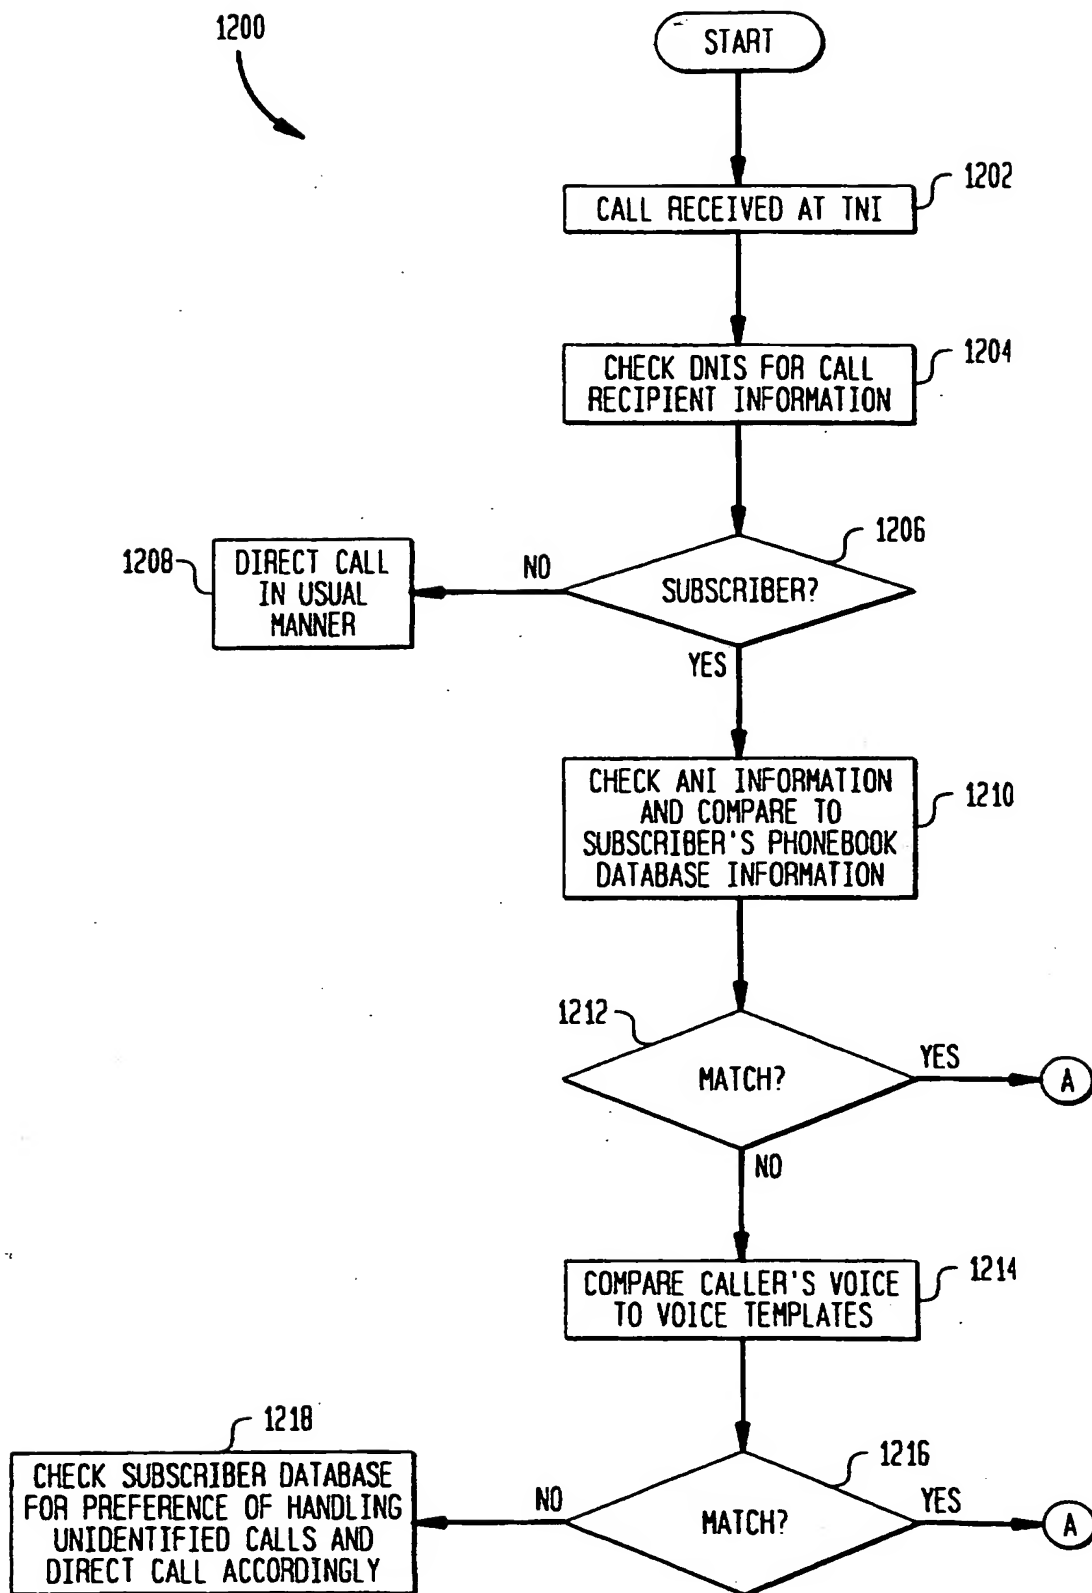 1200
START
CALL RECEIVED AT TNI
1202
CHECK DNIS FOR CALL
RECIPIENT INFORMATION
1204
1206
SUBSCRIBER?
NO
1208
DIRECT CALL
IN USUAL
MANNER
YES
CHECK ANI INFORMATION
AND COMPARE TO
SUBSCRIBER'S PHONEBOOK
DATABASE INFORMATION
1210
1212
MATCH?
YES
A
NO
COMPARE CALLER'S VOICE
TO VOICE TEMPLATES
1214
1216
MATCH?
YES
A
NO
1218
CHECK SUBSCRIBER DATABASE
FOR PREFERENCE OF HANDLING
UNIDENTIFIED CALLS AND
DIRECT CALL ACCORDINGLY